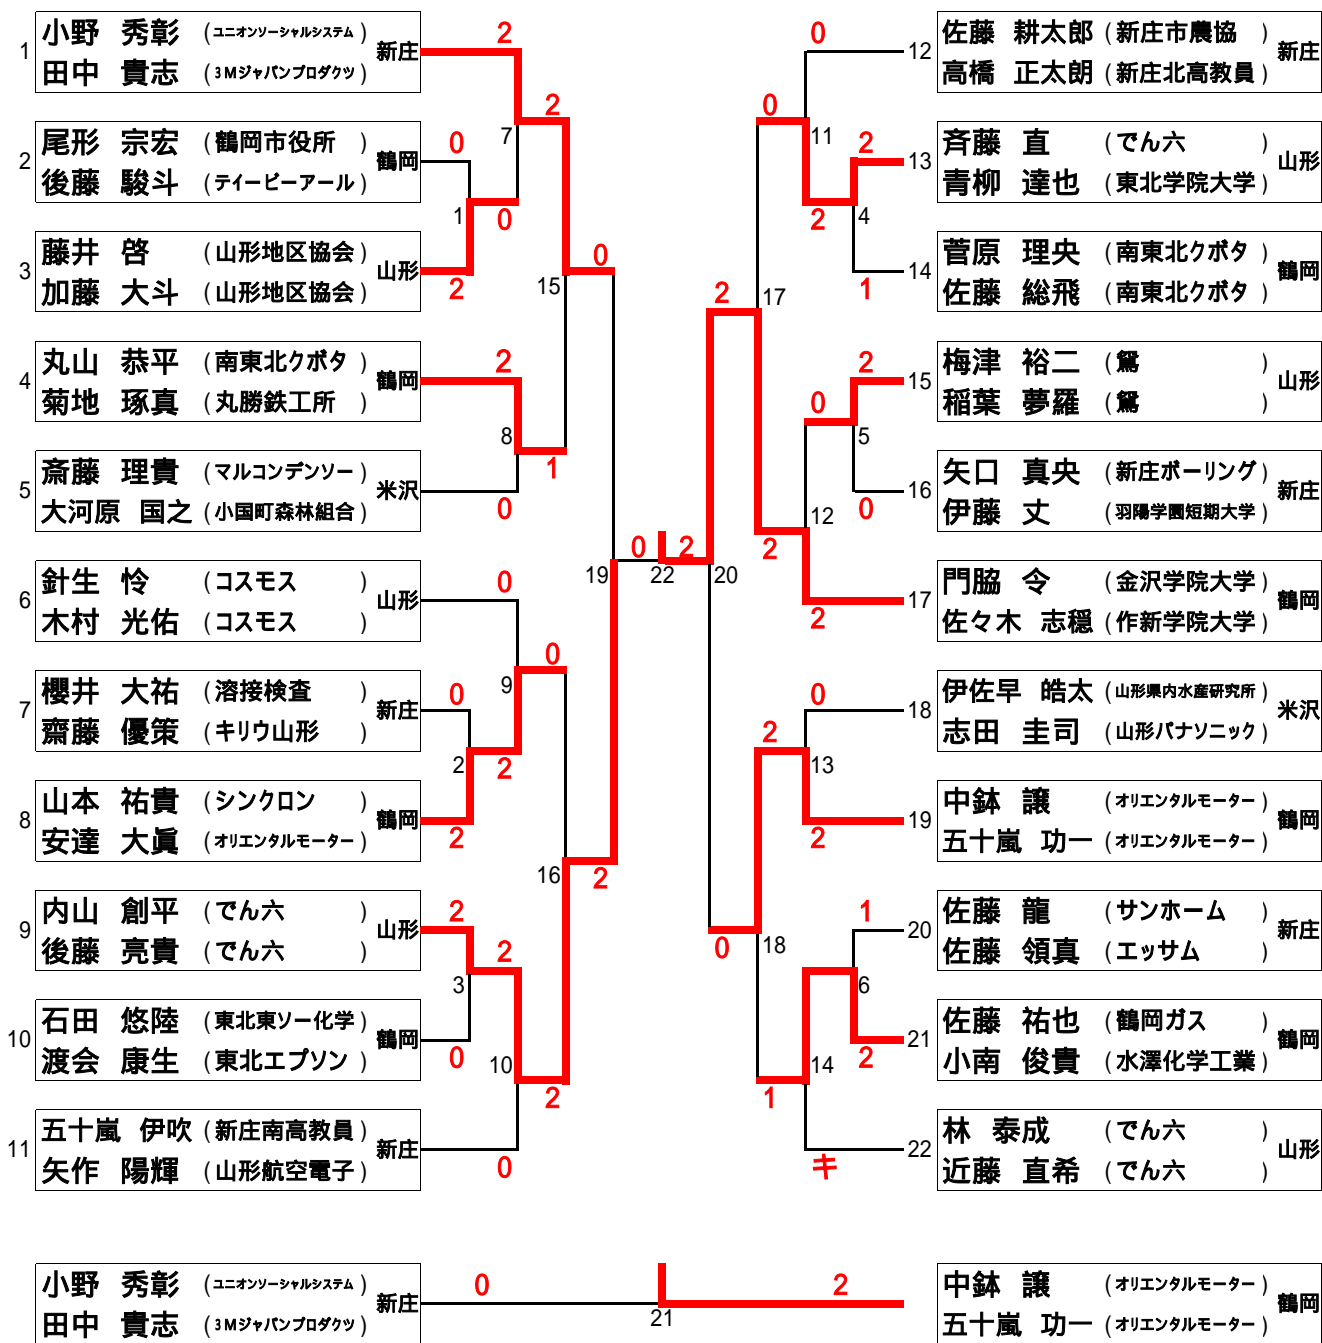 1 小野 秀彰 (ユニオンソーシャルシステム) 新庄
田中 貴志 (3Mジャパンプロダクツ)
2 尾形 宗宏 (鶴岡市役所) 鶴岡
後藤 駿斗 (テイービーアール)
3 藤井 啓 (山形地区協会) 山形
加藤 大斗 (山形地区協会)
4 丸山 恭平 (南東北クボタ) 鶴岡
菊地 琢真 (丸勝鉄工所)
5 斎藤 理貴 (マルコンデンソー) 米沢
大河原 国之 (小国町森林組合)
6 針生 怜 (コスモス) 山形
木村 光佑 (コスモス)
7 櫻井 大祐 (溶接検査) 新庄
齋藤 優策 (キリウ山形)
8 山本 祐貴 (シンクロン) 鶴岡
安達 大眞 (オリエンタルモーター)
9 内山 創平 (でん六) 山形
後藤 亮貴 (でん六)
10 石田 悠陸 (東北東ソー化学) 鶴岡
渡会 康生 (東北エプソン)
11 五十嵐 伊吹 (新庄南高教員) 新庄
矢作 陽輝 (山形航空電子)
2
0
2
2
0
0
0
2
2
0
2
0
1
7
1
8
15
2
0
2
0
0
2
2
0
2
0
2
9
2
3
10
16
19
0
22
2
20
12 佐藤 耕太郎 (新庄市農協) 新庄
高橋 正太朗 (新庄北高教員)
13 斉藤 直 (でん六) 山形
青柳 達也 (東北学院大学)
14 菅原 理央 (南東北クボタ) 鶴岡
佐藤 総飛 (南東北クボタ)
15 梅津 裕二 (鴛) 山形
稲葉 夢羅 (鴛)
16 矢口 真央 (新庄ボーリング) 新庄
伊藤 丈 (羽陽学園短期大学)
17 門脇 令 (金沢学院大学) 鶴岡
佐々木 志穏 (作新学院大学)
18 伊佐早 皓太 (山形県内水産研究所) 米沢
志田 圭司 (山形パナソニック)
19 中鉢 譲 (オリエンタルモーター) 鶴岡
五十嵐 功一 (オリエンタルモーター)
20 佐藤 龍 (サンホーム) 新庄
佐藤 領真 (エッサム)
21 佐藤 祐也 (鶴岡ガス) 鶴岡
小南 俊貴 (水澤化学工業)
22 林 泰成 (でん六) 山形
近藤 直希 (でん六)
0
0
11
2
2
4
1
2
17
2
0
5
0
12
2
2
0
2
13
2
0
18
1
6
2
14
1
キ
小野 秀彰 (ユニオンソーシャルシステム) 新庄
田中 貴志 (3Mジャパンプロダクツ)
0
21
2
中鉢 譲 (オリエンタルモーター) 鶴岡
五十嵐 功一 (オリエンタルモーター)